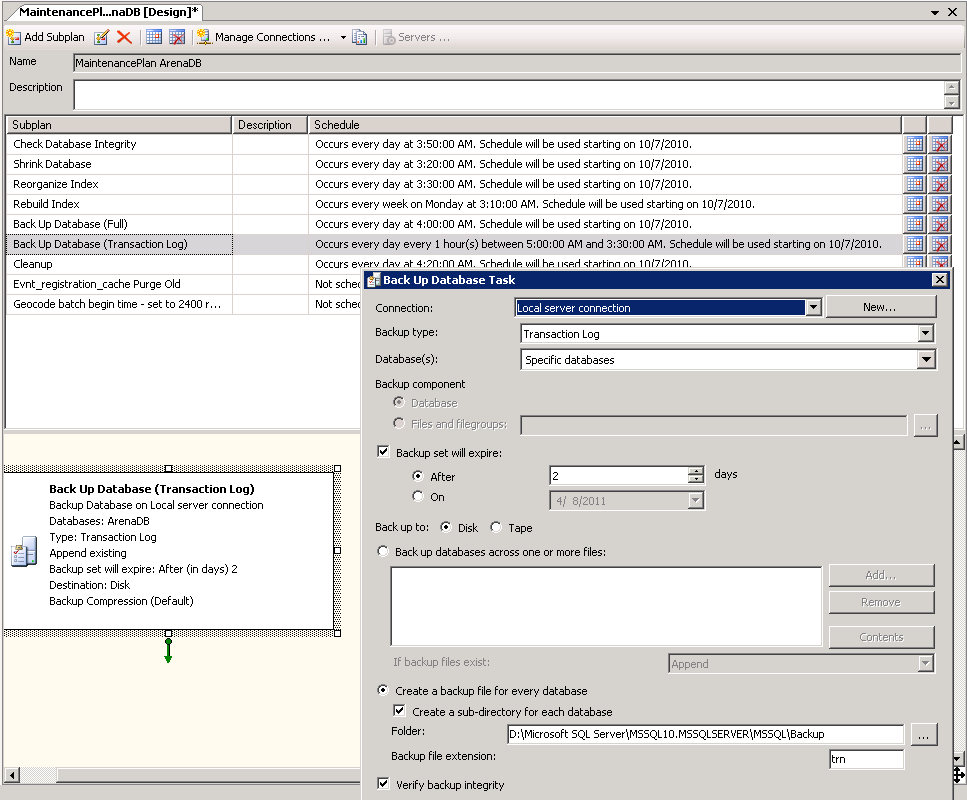 MaintenancePl...naDB [Design]*
Add Subplan
Manage Connections ...
Servers ...
Name
MaintenancePlan ArenaDB
Description
Subplan Description Schedule
Check Database Integrity Occurs every day at 3:50:00 AM. Schedule will be used starting on 10/7/2010.
Shrink Database Occurs every day at 3:20:00 AM. Schedule will be used starting on 10/7/2010.
Reorganize Index Occurs every day at 3:30:00 AM. Schedule will be used starting on 10/7/2010.
Rebuild Index Occurs every week on Monday at 3:10:00 AM. Schedule will be used starting on 10/7/2010.
Back Up Database (Full) Occurs every day at 4:00:00 AM. Schedule will be used starting on 10/7/2010.
Back Up Database (Transaction Log) Occurs every day every 1 hour(s) between 5:00:00 AM and 3:30:00 AM. Schedule will be used starting on 10/7/2010.
Cleanup Occurs every day at 4:20:00 AM. Schedule will be used starting on 10/7/2010.
Evnt_registration_cache Purge Old Not sched
Geocode batch begin time - set to 2400 r... Not sched
Back Up Database (Transaction Log)
Backup Database on Local server connection
Databases: ArenaDB
Type: Transaction Log
Append existing
Backup set will expire: After (in days) 2
Destination: Disk
Backup Compression (Default)
Back Up Database Task
Connection: Local server connection New...
Backup type: Transaction Log
Database(s): Specific databases
Backup component
Database
Files and filegroups: ...
Backup set will expire:
After 2 days
On 4/ 8/2011
Back up to: Disk Tape
Back up databases across one or more files:
Add...
Remove
Contents
If backup files exist: Append
Create a backup file for every database
Create a sub-directory for each database
Folder: D:\Microsoft SQL Server\MSSQL10.MSSQLSERVER\MSSQL\Backup ...
Backup file extension: trn
Verify backup integrity